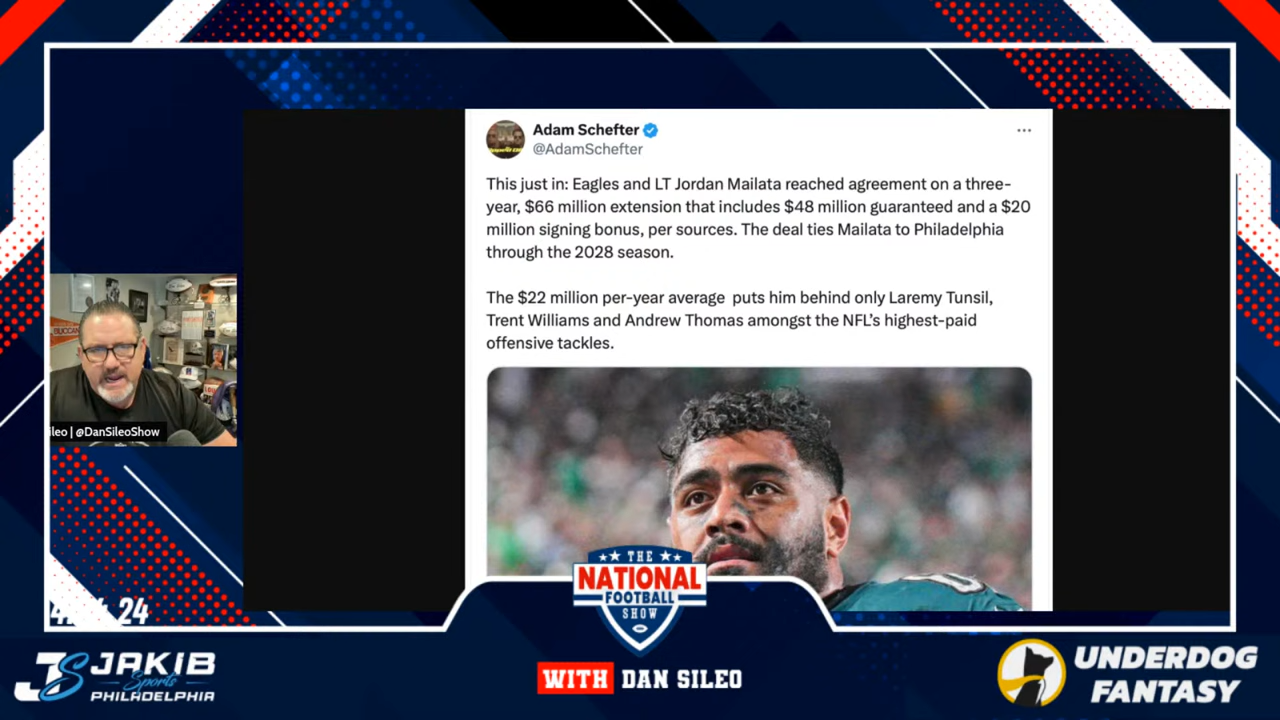 Adam Schefter
@AdamSchefter
This just in: Eagles and LT Jordan Mailata reached agreement on a three-
year, $66 million extension that includes $48 million guaranteed and a $20
million signing bonus, per sources. The deal ties Mailata to Philadelphia
through the 2028 season.
The $22 million per-year average puts him behind only Laremy Tunsil,
Trent Williams and Andrew Thomas amongst the NFL's highest-paid
offensive tackles.
ileo | @DanSileoShow
24
THE
NATIONAL
FOOTBALL
SHOW
WITH DAN SILEO
JS JAKIB
Sports
PHILADELPHIA
UNDERDOG
FANTASY